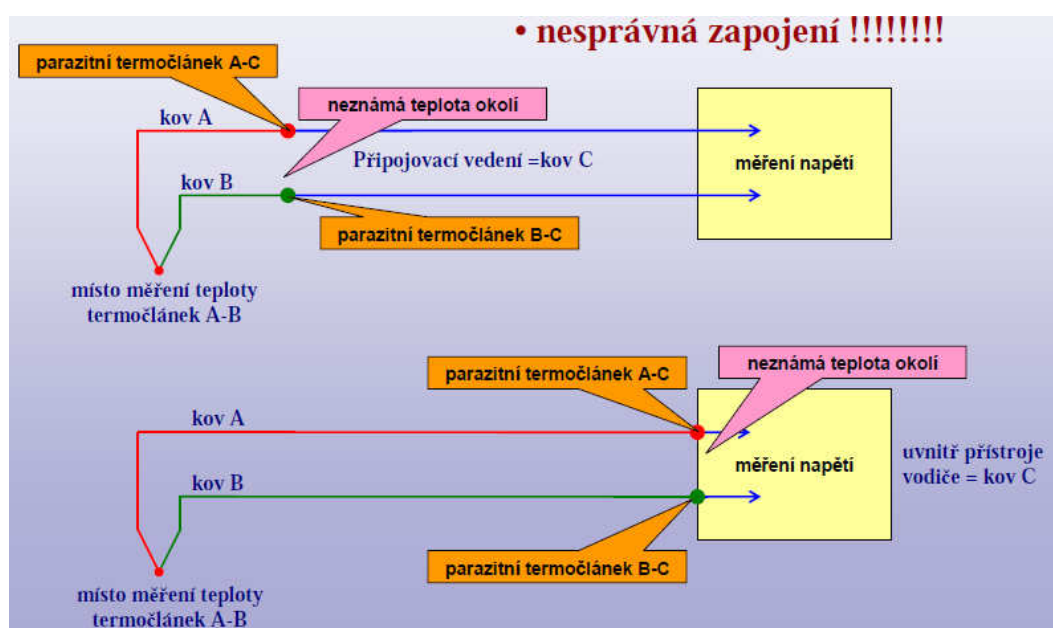 • nesprávná zapojení !!!!!!!!
parazitní termočlánek A-C
neznámá teplota okolí
kov A
Připojovací vedení =kov C
měření napětí
kov B
parazitní termočlánek B-C
místo měření teploty
termočlánek A-B
neznámá teplota okolí
parazitní termočlánek A-C
kov A
uvnitř přístroje
vodiče = kov C
měření napětí
kov B
parazitní termočlánek B-C
místo měření teploty
termočlánek A-B